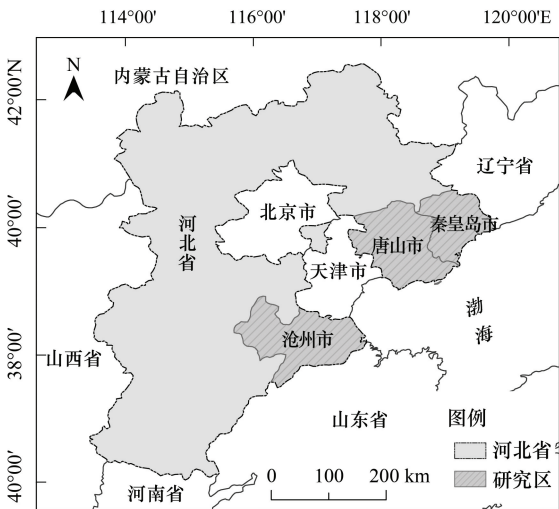 114°00′ 116°00′ 118°00′ 120°00′
N
内蒙古自治区
42°00′N
辽宁省
北京市
秦皇岛市
河北省
唐山市
40°00′
天津市
渤海
沧州市
38°00′
山西省
山东省
图例
河北省
研究区
40°00′
河南省
0 100 200 km